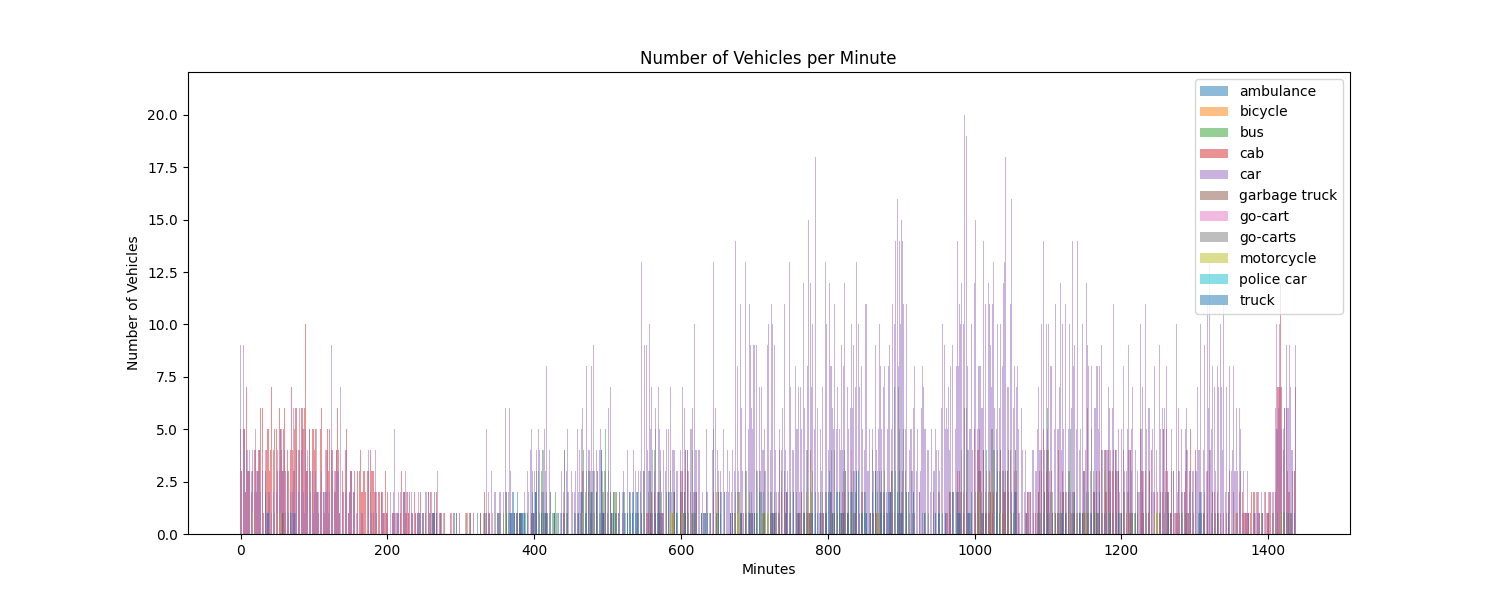 Number of Vehicles per Minute
Number of Vehicles
20.0
17.5
15.0
12.5
10.0
7.5
5.0
2.5
0.0
ambulance
bicycle
bus
cab
car
garbage truck
go-cart
go-carts
motorcycle
police car
truck
0 200 400 600 800 1000 1200 1400
Minutes